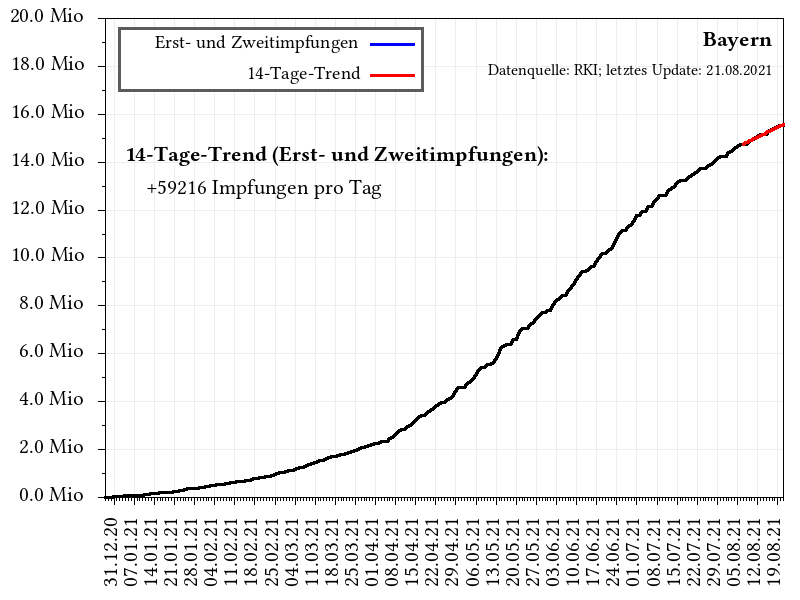 20.0 Mio
18.0 Mio
16.0 Mio
14.0 Mio
12.0 Mio
10.0 Mio
8.0 Mio
6.0 Mio
4.0 Mio
2.0 Mio
0.0 Mio
Erst- und Zweitimpfungen
14-Tage-Trend
Bayern
Datenquelle: RKI; letztes Update: 21.08.2021
14-Tage-Trend (Erst- und Zweitimpfungen):
+59216 Impfungen pro Tag
31.12.20
07.01.21
14.01.21
21.01.21
28.01.21
04.02.21
11.02.21
18.02.21
25.02.21
04.03.21
11.03.21
18.03.21
25.03.21
01.04.21
08.04.21
15.04.21
22.04.21
29.04.21
06.05.21
13.05.21
20.05.21
27.05.21
03.06.21
10.06.21
17.06.21
24.06.21
01.07.21
08.07.21
15.07.21
22.07.21
29.07.21
05.08.21
12.08.21
19.08.21